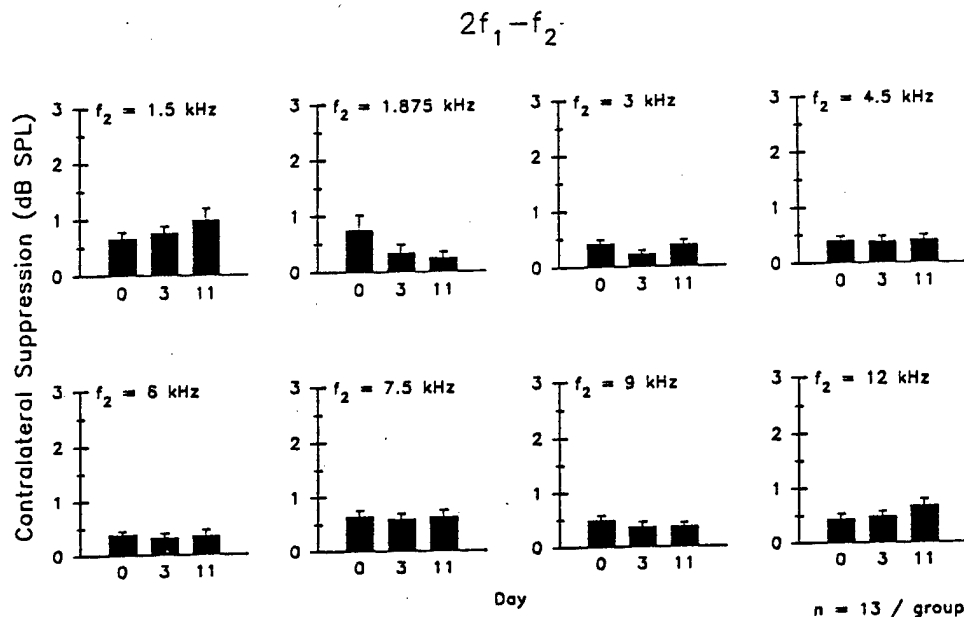 2f₁−f₂
Contralateral Suppression (dB SPL)
3 f₂ = 1.5 kHz
2
1
0
0 3 11
3 f₂ = 1.875 kHz
2
1
0
0 3 11
3 f₂ = 3 kHz
2
1
0
0 3 11
3 f₂ = 4.5 kHz
2
1
0
0 3 11
3 f₂ = 6 kHz
2
1
0
0 3 11
3 f₂ = 7.5 kHz
2
1
0
0 3 11
3 f₂ = 9 kHz
2
1
0
0 3 11
3 f₂ = 12 kHz
2
1
0
0 3 11
Day
n = 13 / group